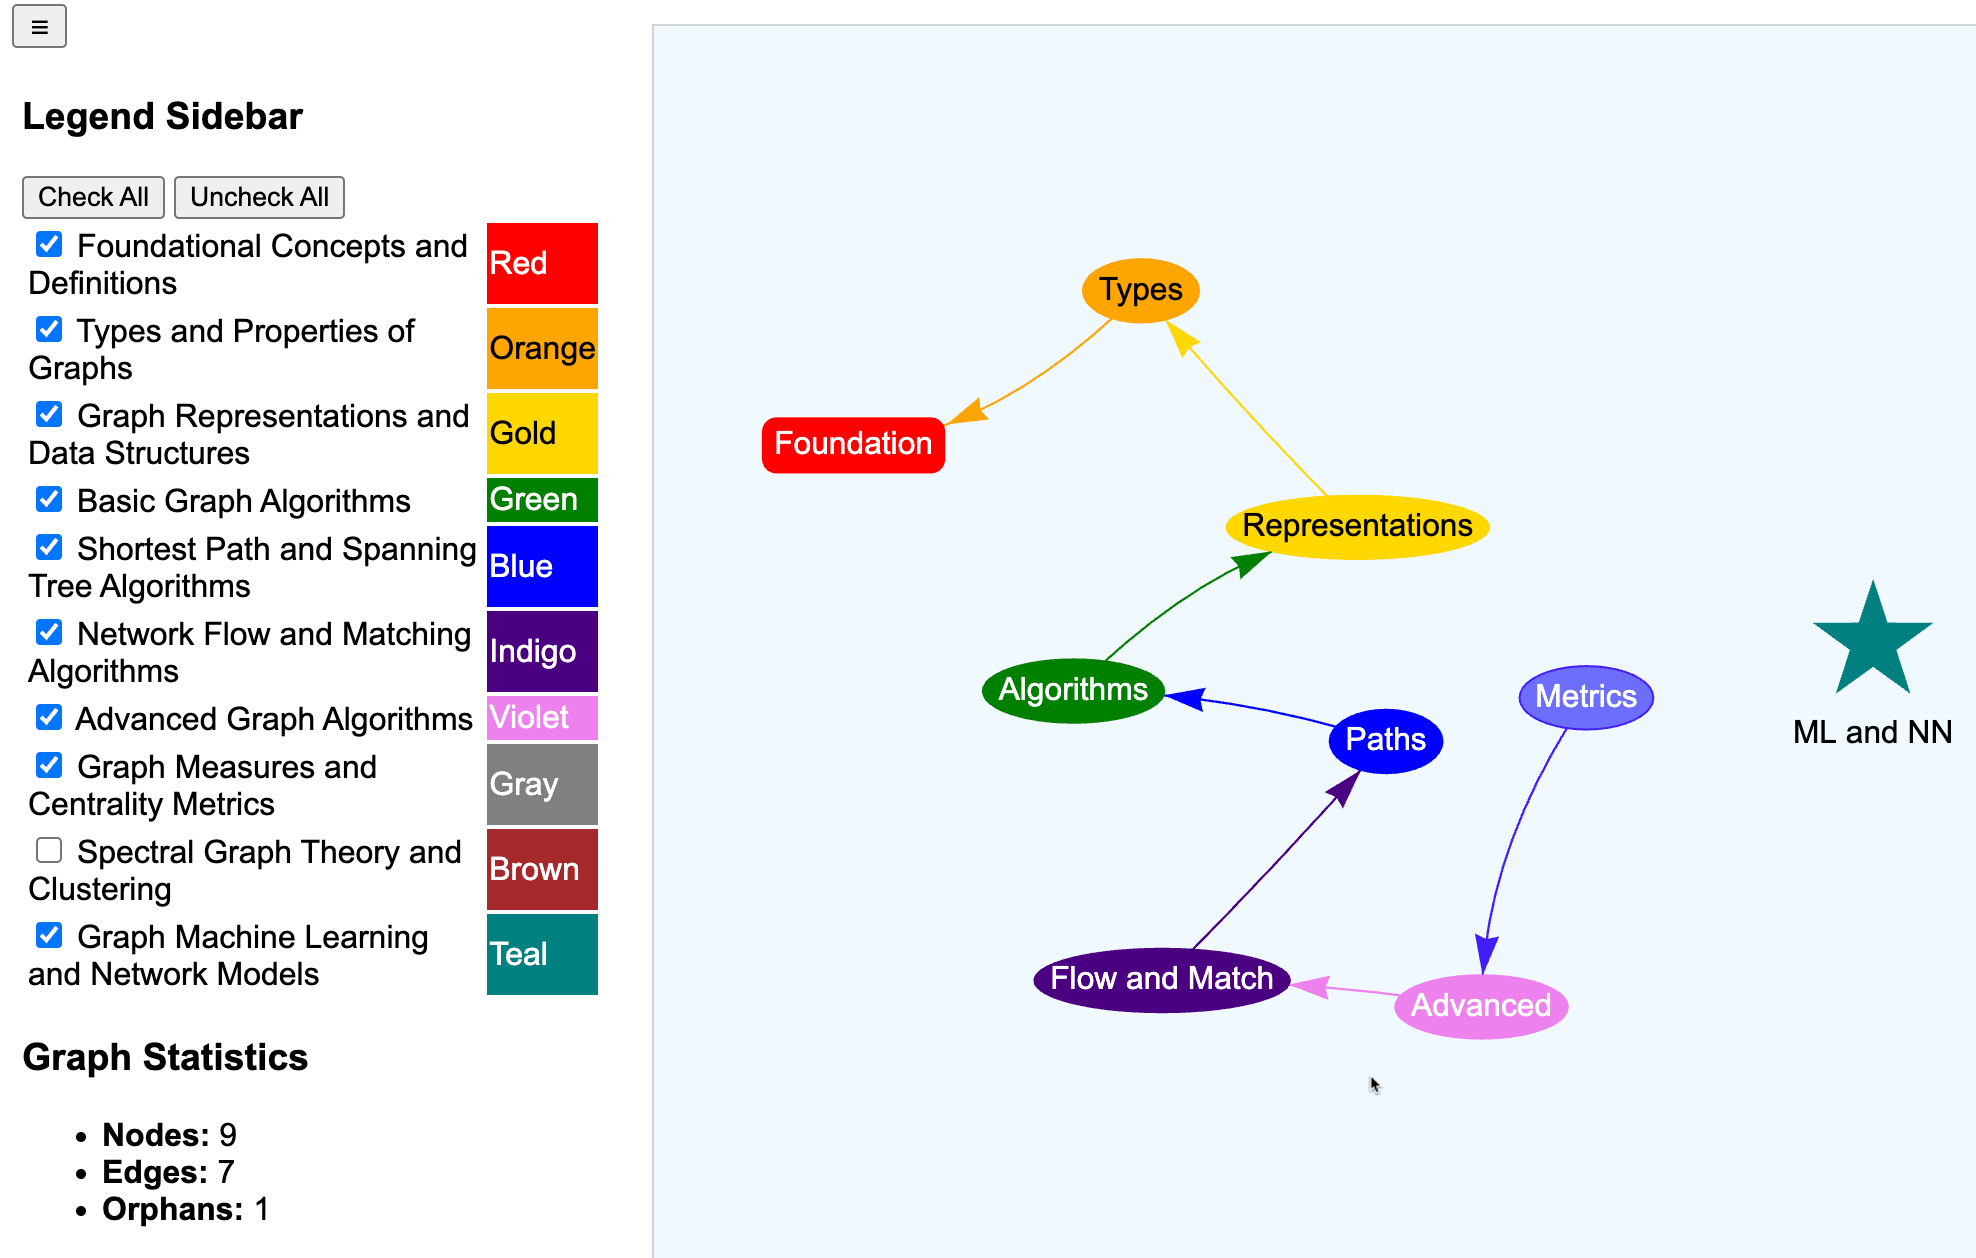 ☰
Legend Sidebar
Check All Uncheck All
Foundational Concepts and
Definitions
Red
Types and Properties of
Graphs
Orange
Graph Representations and
Data Structures
Gold
Basic Graph Algorithms
Green
Shortest Path and Spanning
Tree Algorithms
Blue
Network Flow and Matching
Algorithms
Indigo
Advanced Graph Algorithms
Violet
Graph Measures and
Centrality Metrics
Gray
Spectral Graph Theory and
Clustering
Brown
Graph Machine Learning
and Network Models
Teal
Graph Statistics
• Nodes: 9
• Edges: 7
• Orphans: 1
Types
Foundation
Representations
Algorithms
Metrics
Paths
ML and NN
Flow and Match
Advanced